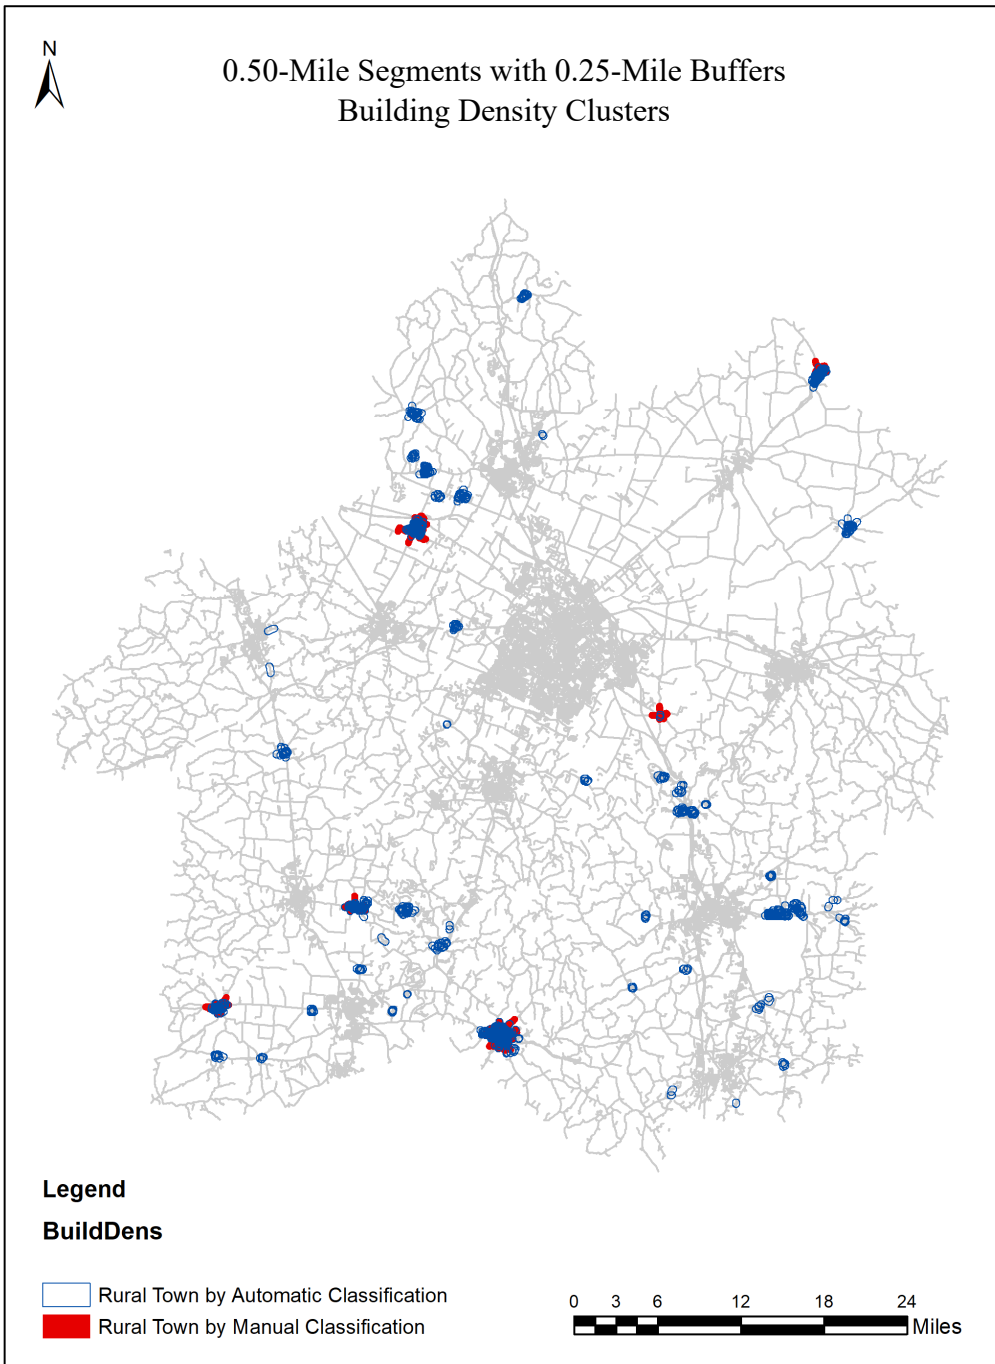 N
0.50-Mile Segments with 0.25-Mile Buffers
Building Density Clusters
Legend
BuildDens
Rural Town by Automatic Classification
Rural Town by Manual Classification
0 3 6 12 18 24
Miles